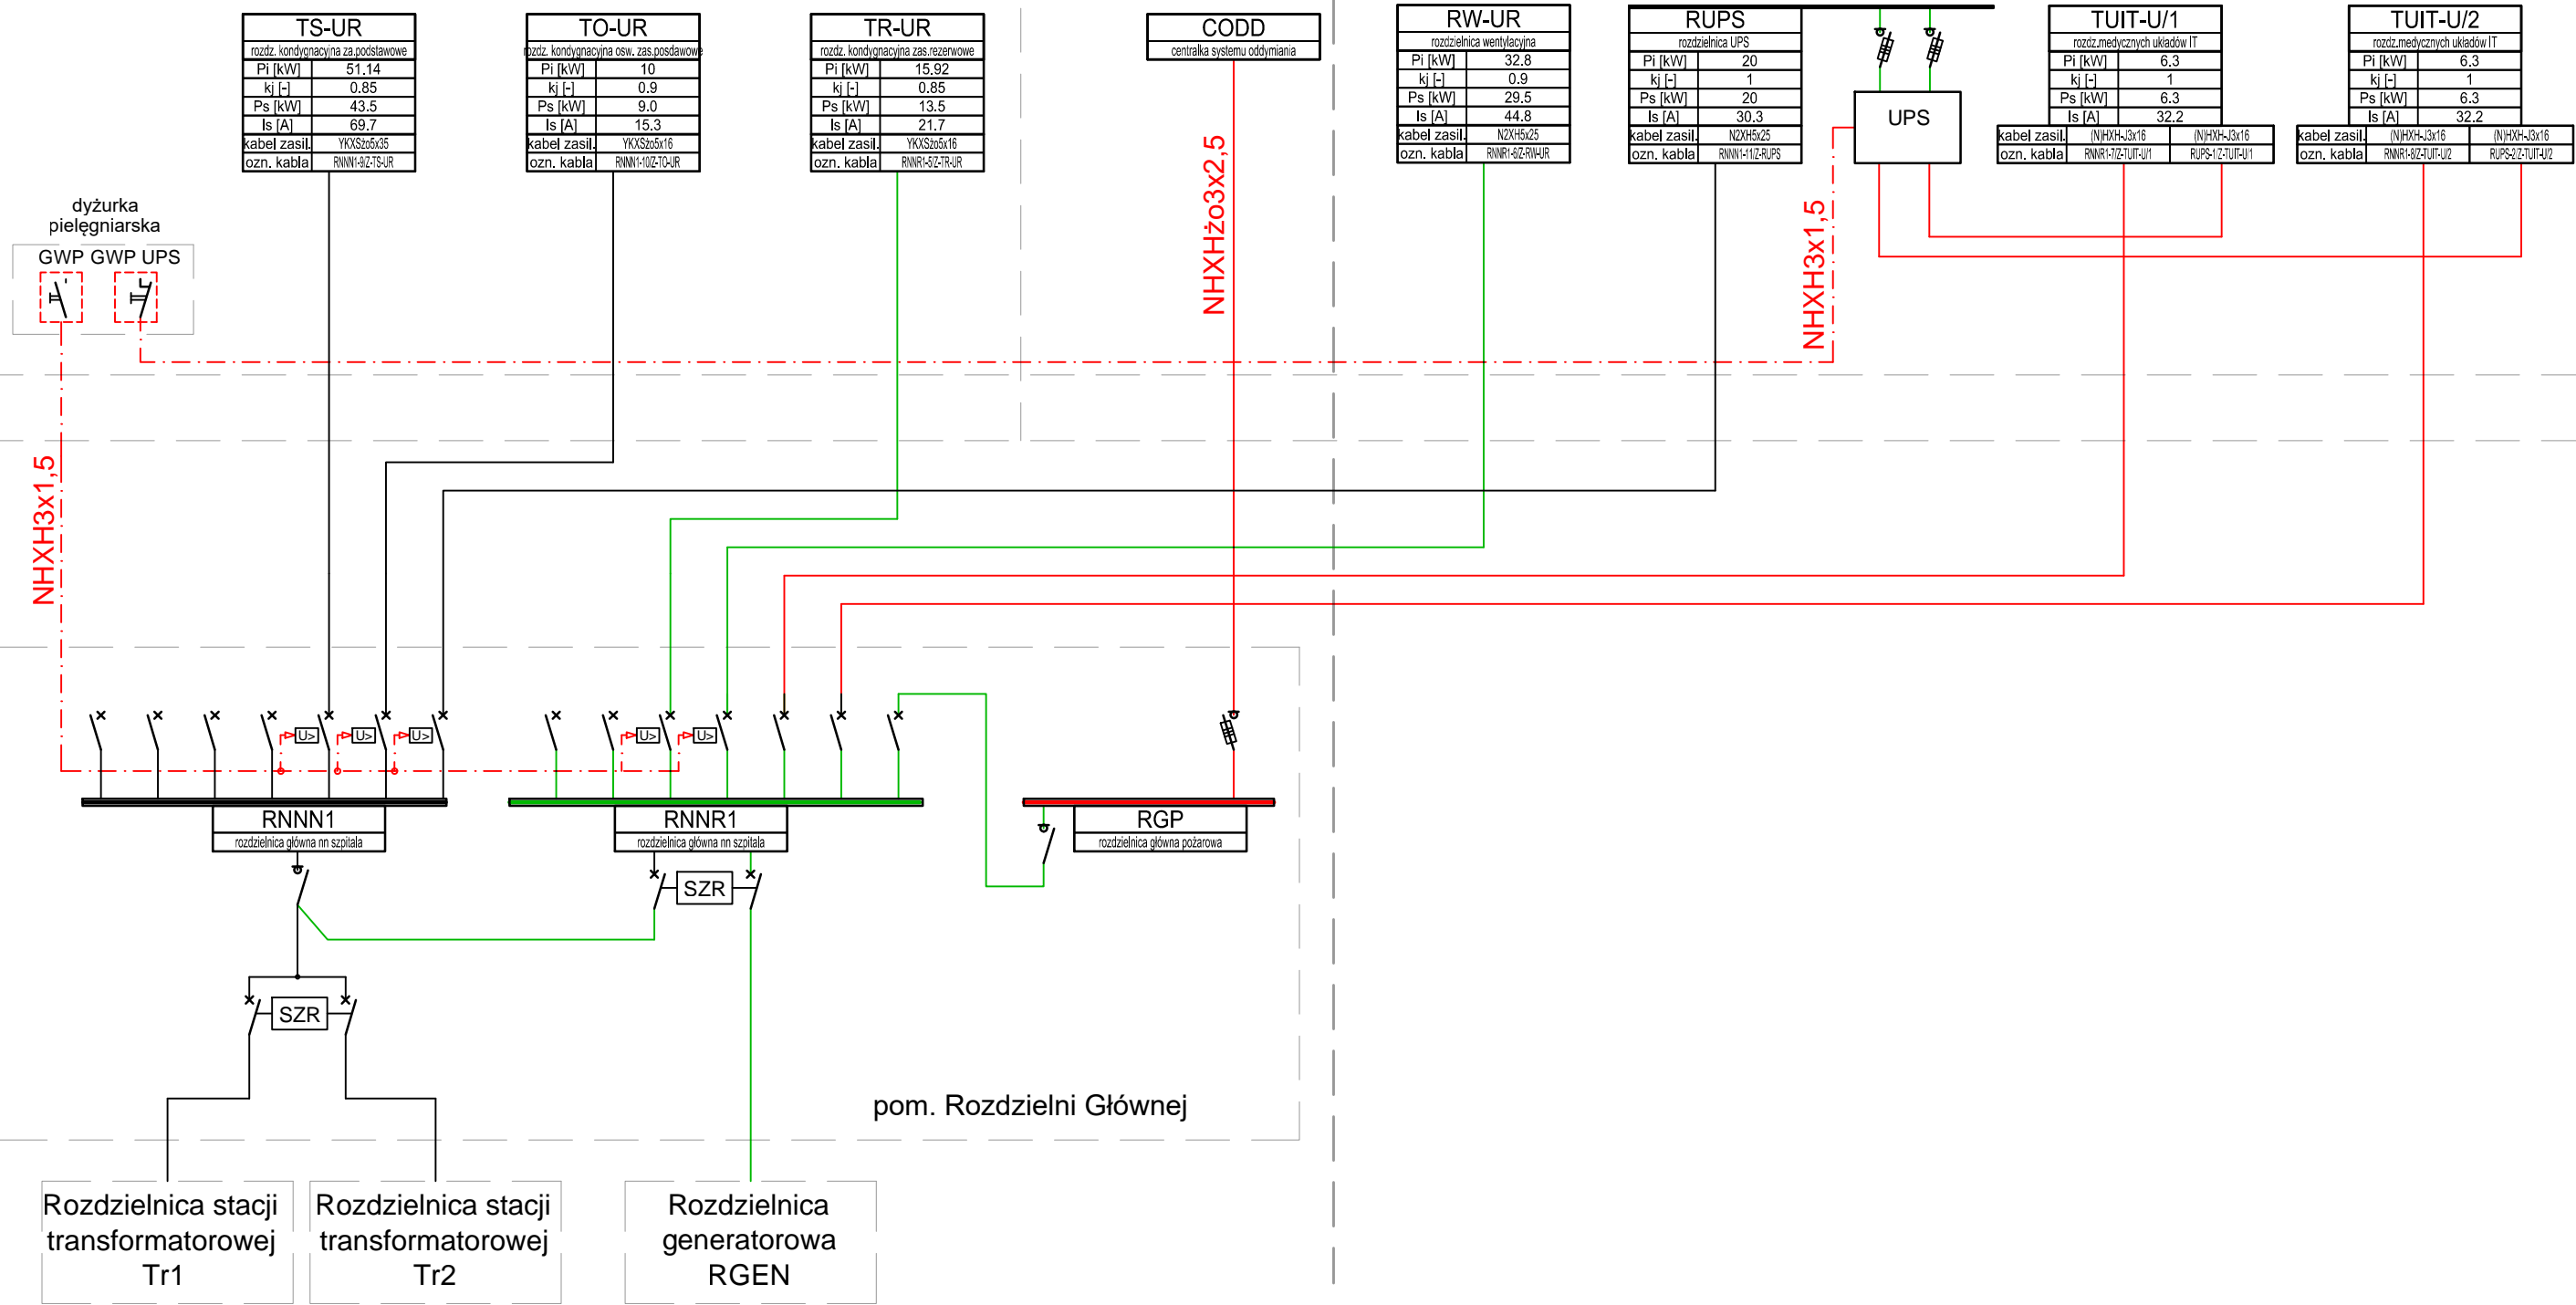 TS-UR
rozdz. kondygnacyjna za.podstawowe
Pi [kW] 51.14
kj [-] 0.85
Ps [kW] 43.5
Is [A] 69.7
kabel zasil. YKXSżo5x35
ozn. kabla RNNN1-9/Z-TS-UR
TO-UR
rozdz. kondygnacyjna osw. zas.posdawowe
Pi [kW] 10
kj [-] 0.9
Ps [kW] 9.0
Is [A] 15.3
kabel zasil. YKXSżo5x16
ozn. kabla RNNN1-10/Z-TO-UR
TR-UR
rozdz. kondygnacyjna zas.rezerwowe
Pi [kW] 15.92
kj [-] 0.85
Ps [kW] 13.5
Is [A] 21.7
kabel zasil. YKXSżo5x16
ozn. kabla RNNR1-5/Z-TR-UR
CODD
centralka systemu oddymiania
RW-UR
rozdzielnica wentylacyjna
Pi [kW] 32.8
kj [-] 0.9
Ps [kW] 29.5
Is [A] 44.8
kabel zasil. N2XH5x25
ozn. kabla RNNR1-6/Z-RW-UR
RUPS
rozdzielnica UPS
Pi [kW] 20
kj [-] 1
Ps [kW] 20
Is [A] 30.3
kabel zasil. N2XH5x25
ozn. kabla RNNN1-11/Z-RUPS
UPS
TUIT-U/1
rozdz.medycznych układów IT
Pi [kW] 6.3
kj [-] 1
Ps [kW] 6.3
Is [A] 32.2
kabel zasil. (N)HXH-J3x16 (N)HXH-J3x16
ozn. kabla RNNR1-7/Z-TUIT-U/1 RUPS-1/Z-TUIT-U/1
TUIT-U/2
rozdz.medycznych układów IT
Pi [kW] 6.3
kj [-] 1
Ps [kW] 6.3
Is [A] 32.2
kabel zasil. (N)HXH-J3x16 (N)HXH-J3x16
ozn. kabla RNNR1-8/Z-TUIT-U/2 RUPS-2/Z-TUIT-U/2
dyżurka
pielęgniarska
GWP GWP UPS
NHXHżo3x2,5
NHXH3x1,5
NHXH3x1,5
U> U> U> U> U>
RNNN1
rozdzielnica główna nn szpitala
RNNR1
rozdzielnica główna nn szpitala
RGP
rozdzielnica główna pożarowa
SZR
SZR
pom. Rozdzielni Głównej
Rozdzielnica stacji
transformatorowej
Tr1
Rozdzielnica stacji
transformatorowej
Tr2
Rozdzielnica
generatorowa
RGEN